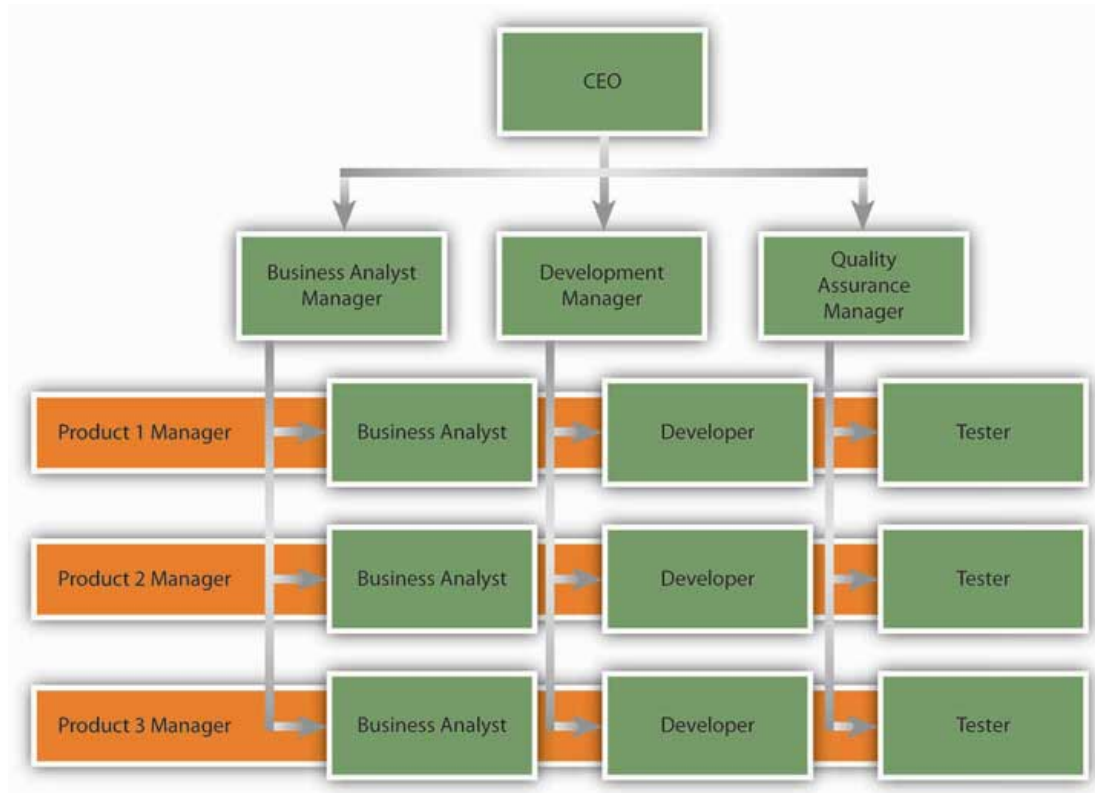 CEO
Business Analyst
Manager
Development
Manager
Quality
Assurance
Manager
Product 1 Manager
Business Analyst
Developer
Tester
Product 2 Manager
Business Analyst
Developer
Tester
Product 3 Manager
Business Analyst
Developer
Tester